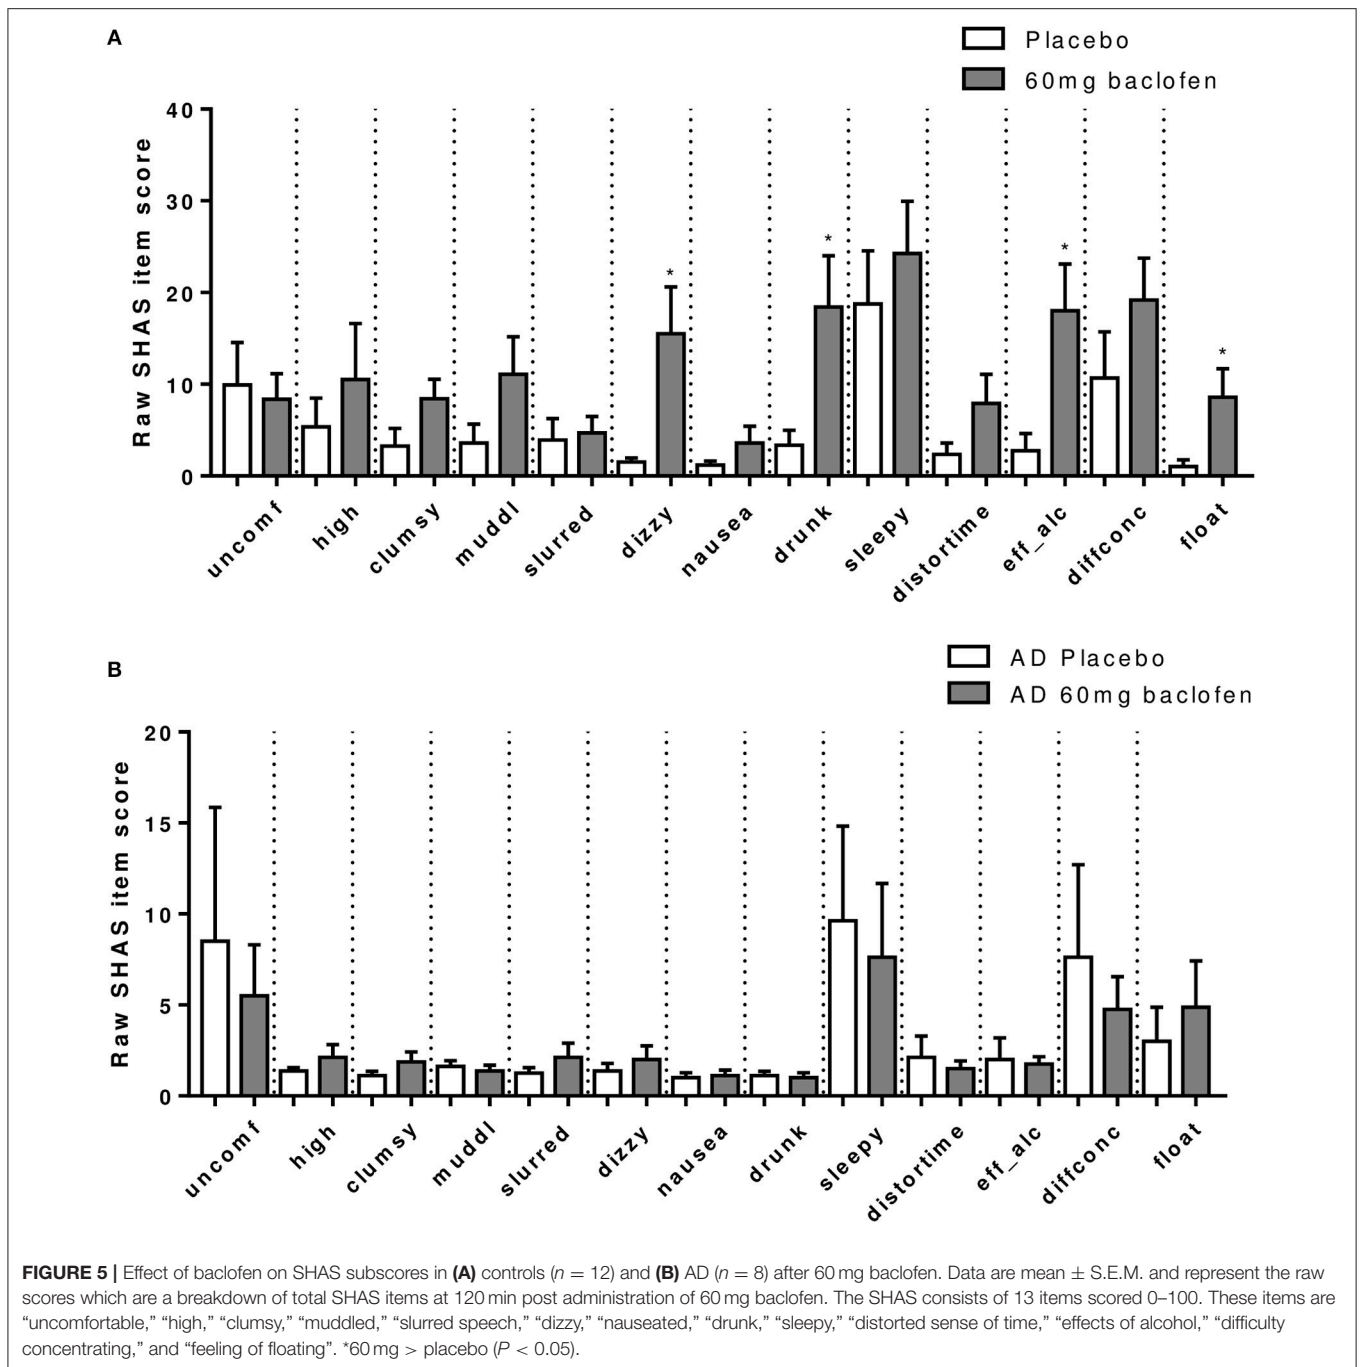 A
Placebo
60mg baclofen
Raw SHAS item score
40
30
20
10
0
*
*
*
*
uncomf
high
clumsy
muddl
slurred
dizzy
nausea
drunk
sleepy
distortime
eff_alc
diffconc
float
B
AD Placebo
AD 60mg baclofen
Raw SHAS item score
20
15
10
5
0
uncomf
high
clumsy
muddl
slurred
dizzy
nausea
drunk
sleepy
distortime
eff_alc
diffconc
float
FIGURE 5 | Effect of baclofen on SHAS subscores in (A) controls (n = 12) and (B) AD (n = 8) after 60 mg baclofen. Data are mean ± S.E.M. and represent the raw
scores which are a breakdown of total SHAS items at 120 min post administration of 60 mg baclofen. The SHAS consists of 13 items scored 0–100. These items are
“uncomfortable,” “high,” “clumsy,” “muddled,” “slurred speech,” “dizzy,” “nauseated,” “drunk,” “sleepy,” “distorted sense of time,” “effects of alcohol,” “difficulty
concentrating,” and “feeling of floating”. *60 mg > placebo (P < 0.05).